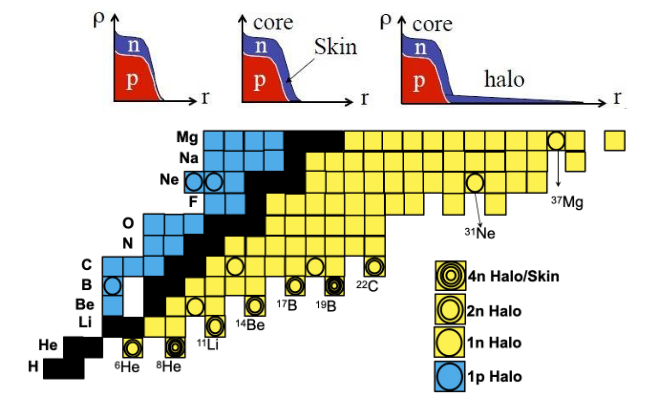 ρ
n
p
r
ρ
core
n
p
Skin
r
ρ
core
n
p
halo
r
Mg
Na
Ne
F
O
N
C
B
Be
Li
He
H
³⁷Mg
³¹Ne
²²C
¹⁹B
¹⁷B
¹⁴Be
¹¹Li
⁸He
⁶He
4n Halo/Skin
2n Halo
1n Halo
1p Halo